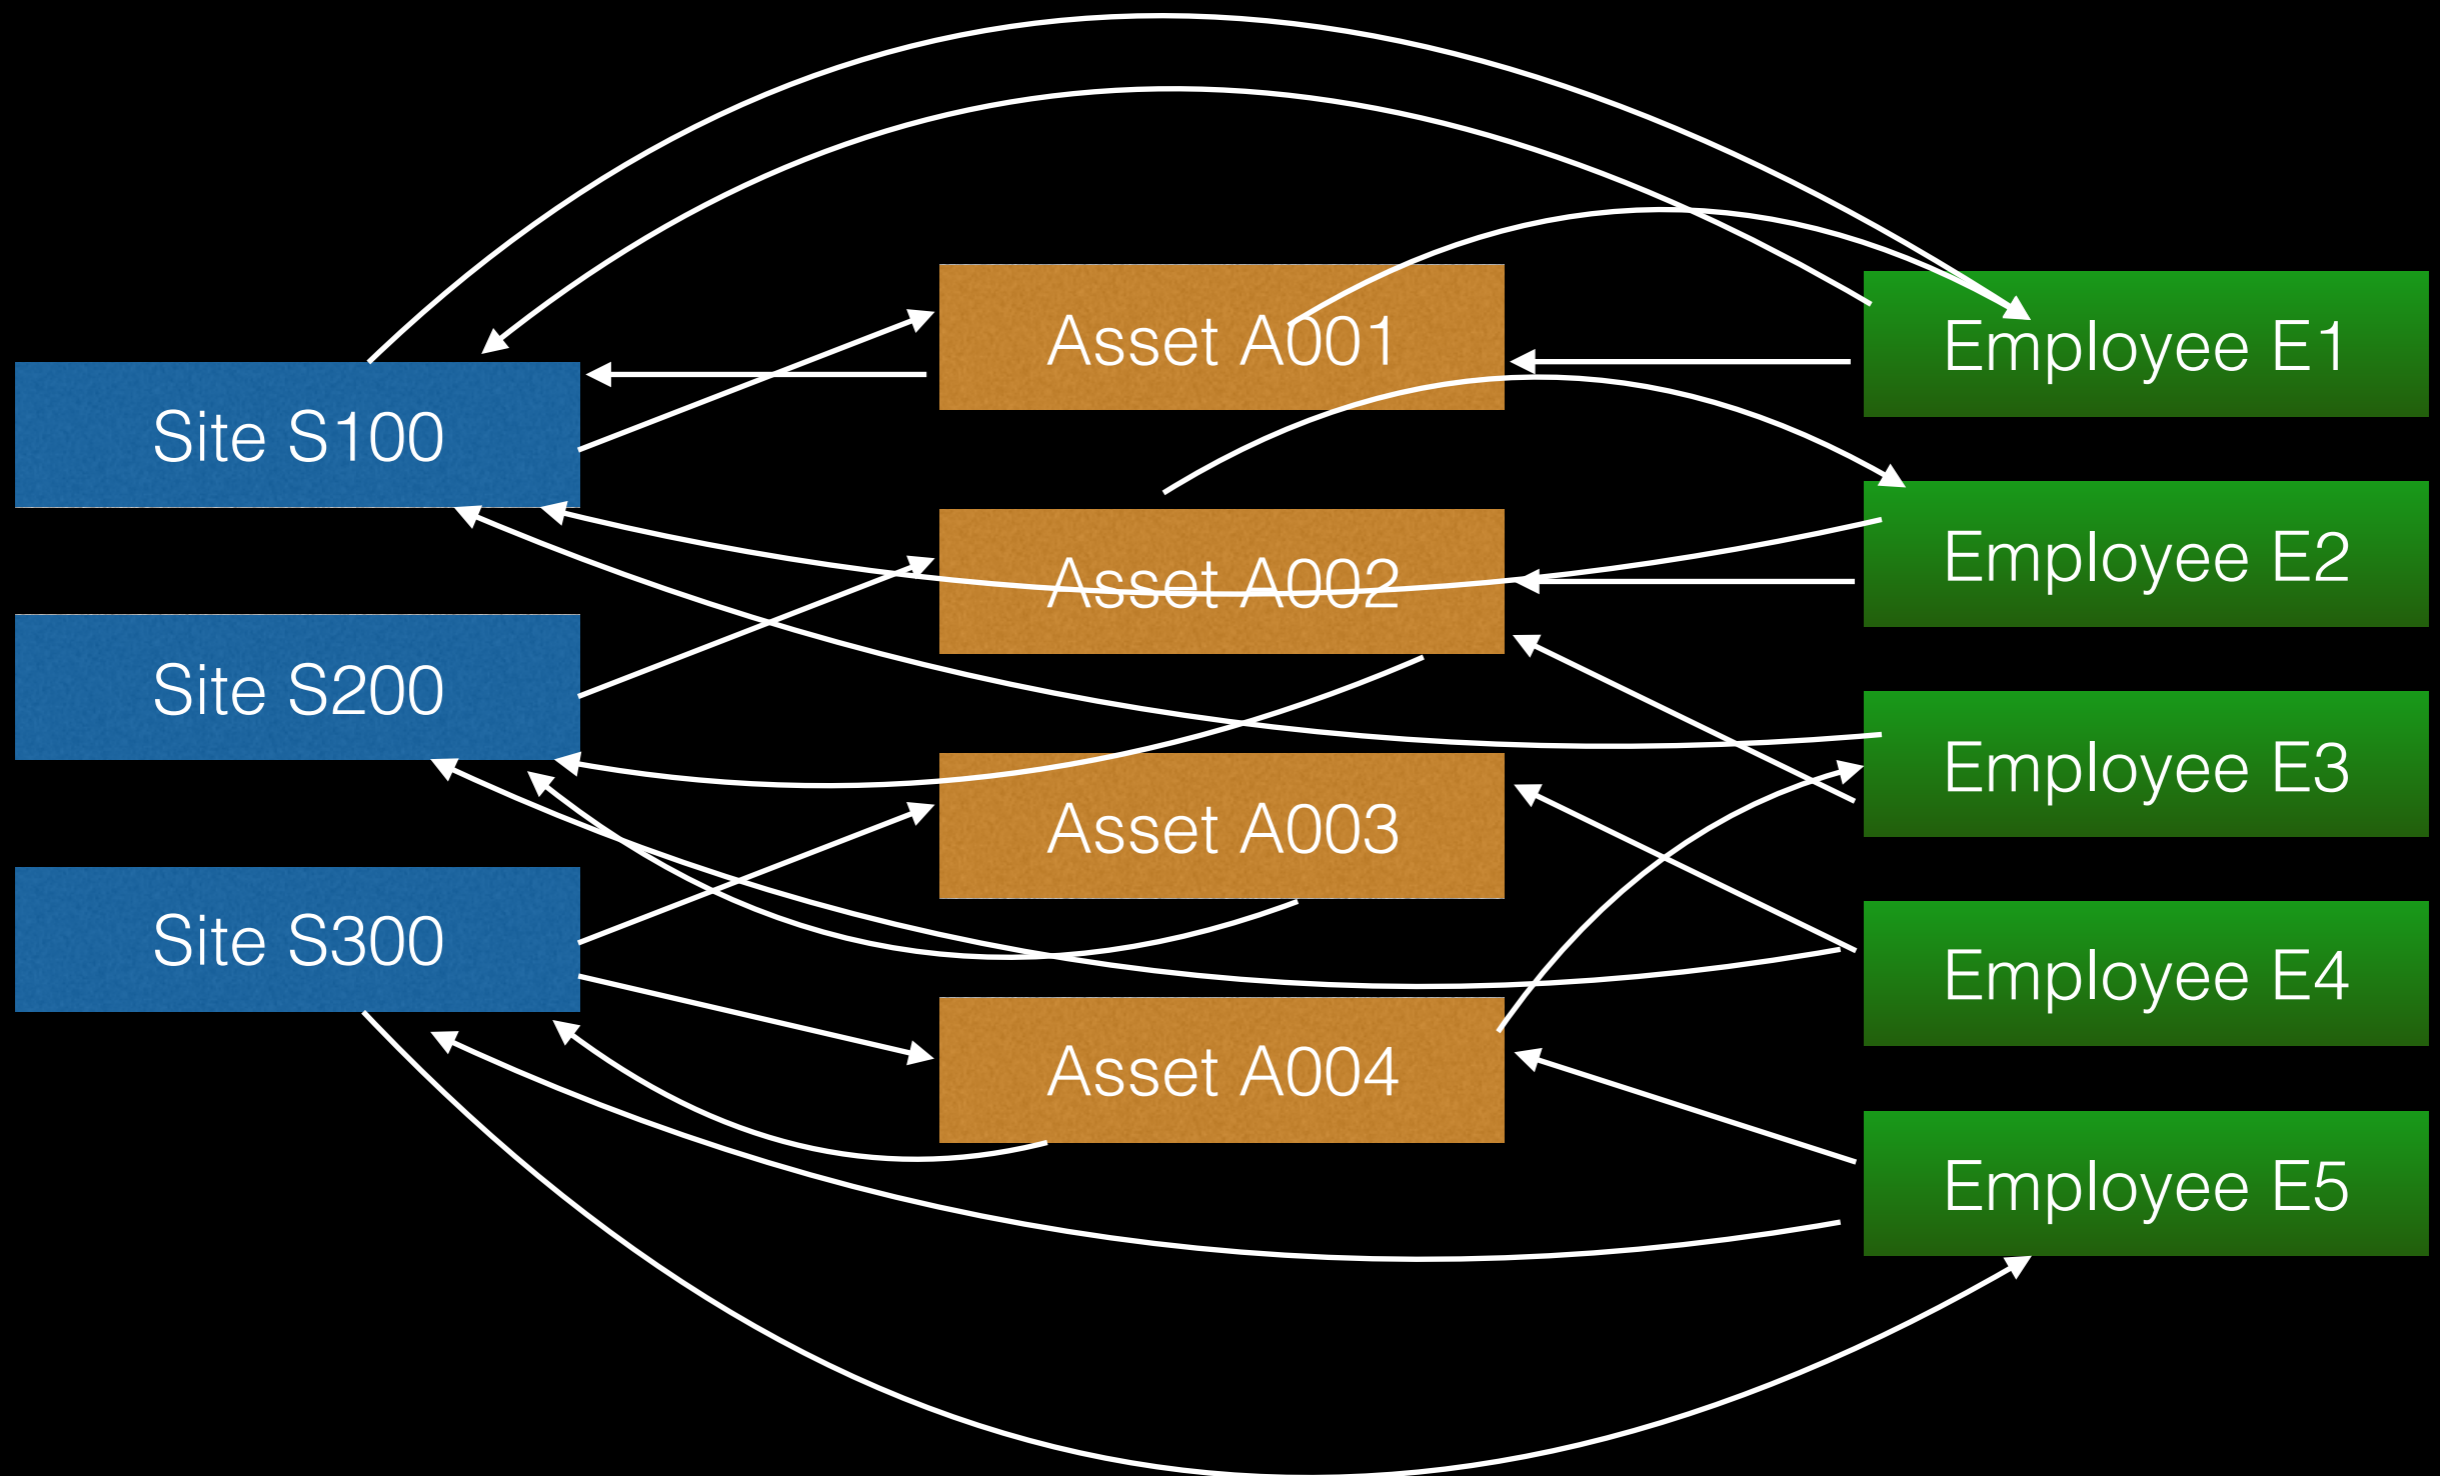 Site S100
Site S200
Site S300
Asset A001
Asset A002
Asset A003
Asset A004
Employee E1
Employee E2
Employee E3
Employee E4
Employee E5